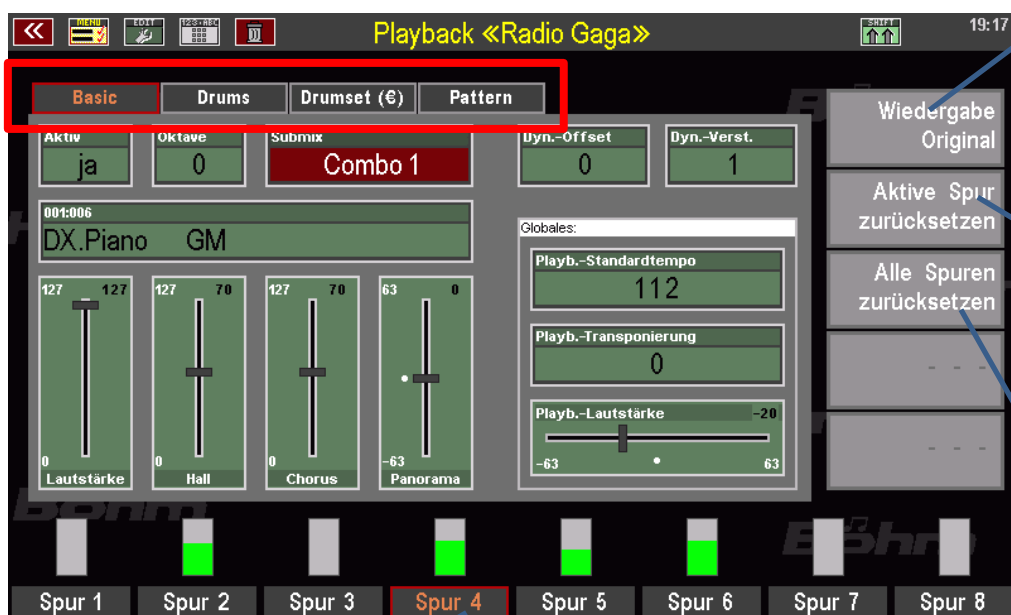 MENU
EDIT
123·ABC
Playback «Radio Gaga»
SHIFT
19:17
Basic
Drums
Drumset (€)
Pattern
Wiedergabe
Original
Aktive Spur
zurücksetzen
Alle Spuren
zurücksetzen
- - -
- - -
Aktiv
ja
Oktave
0
Submix
Combo 1
Dyn.-Offset
0
Dyn.-Verst.
1
001:006
DX.Piano GM
Globales:
Playb.-Standardtempo
112
Playb.-Transponierung
0
Playb.-Lautstärke
-20
-63
63
127 127
0
Lautstärke
127 70
0
Hall
127 70
0
Chorus
63 0
-63
Panorama
Böhm
Böhm
Spur 1
Spur 2
Spur 3
Spur 4
Spur 5
Spur 6
Spur 7
Spur 8